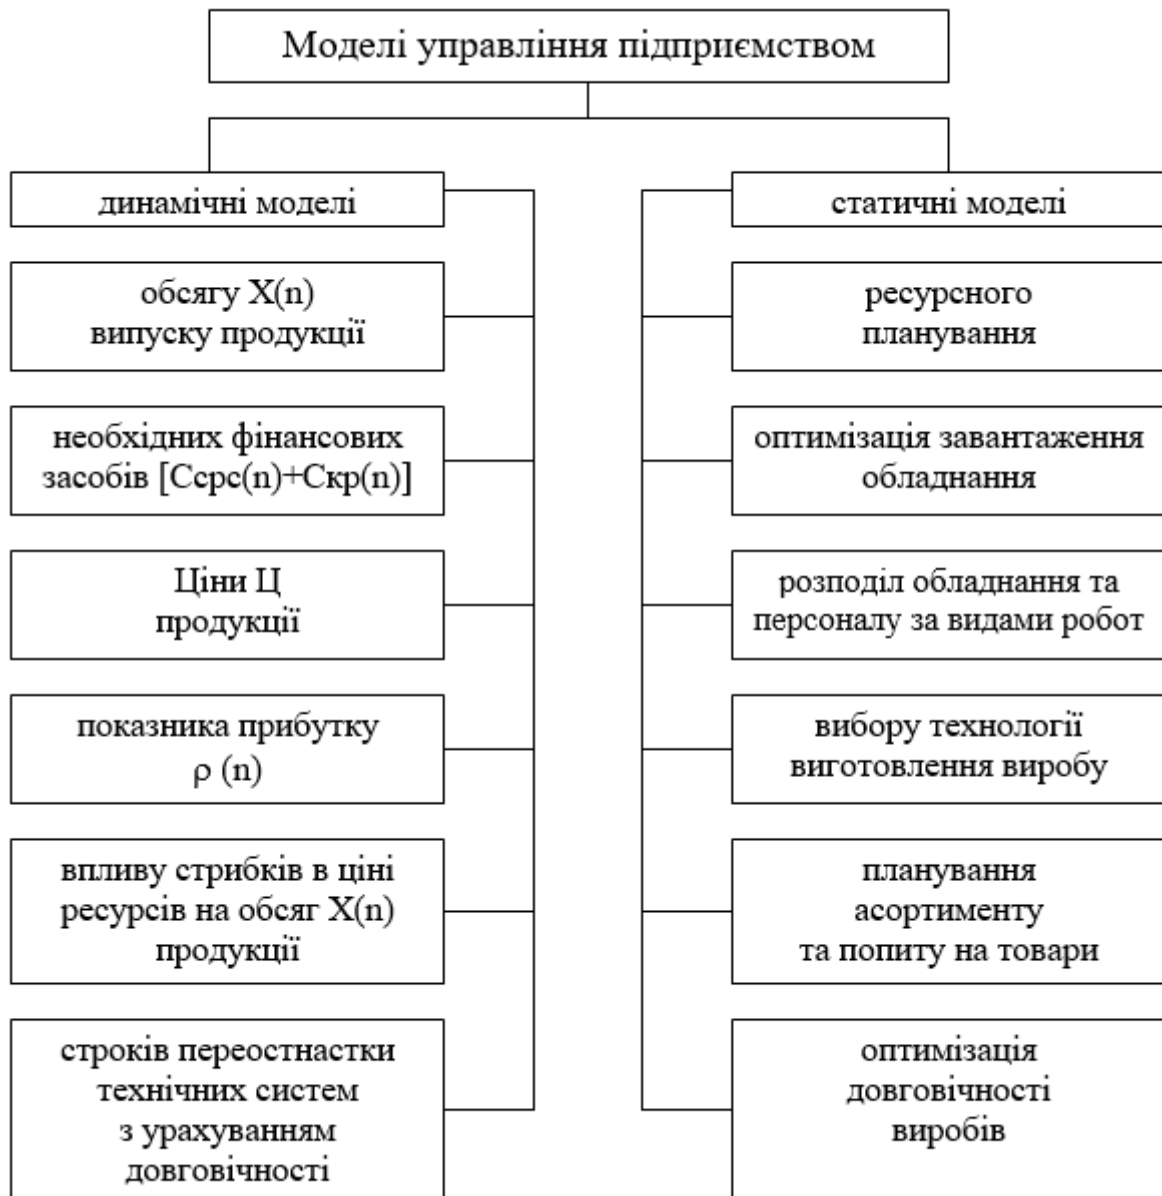 Моделі управління підприємством
динамічні моделі
обсягу X(n)
випуску продукції
необхідних фінансових
засобів [Ссрс(n)+Скр(n)]
Ціни Ц
продукції
показника прибутку
ρ (n)
впливу стрибків в ціні
ресурсів на обсяг X(n)
продукції
строків переостнастки
технічних систем
з урахуванням
довговічності
статичні моделі
ресурсного
планування
оптимізація завантаження
обладнання
розподіл обладнання та
персоналу за видами робот
вибору технології
виготовлення виробу
планування
асортименту
та попиту на товари
оптимізація
довговічності
виробів